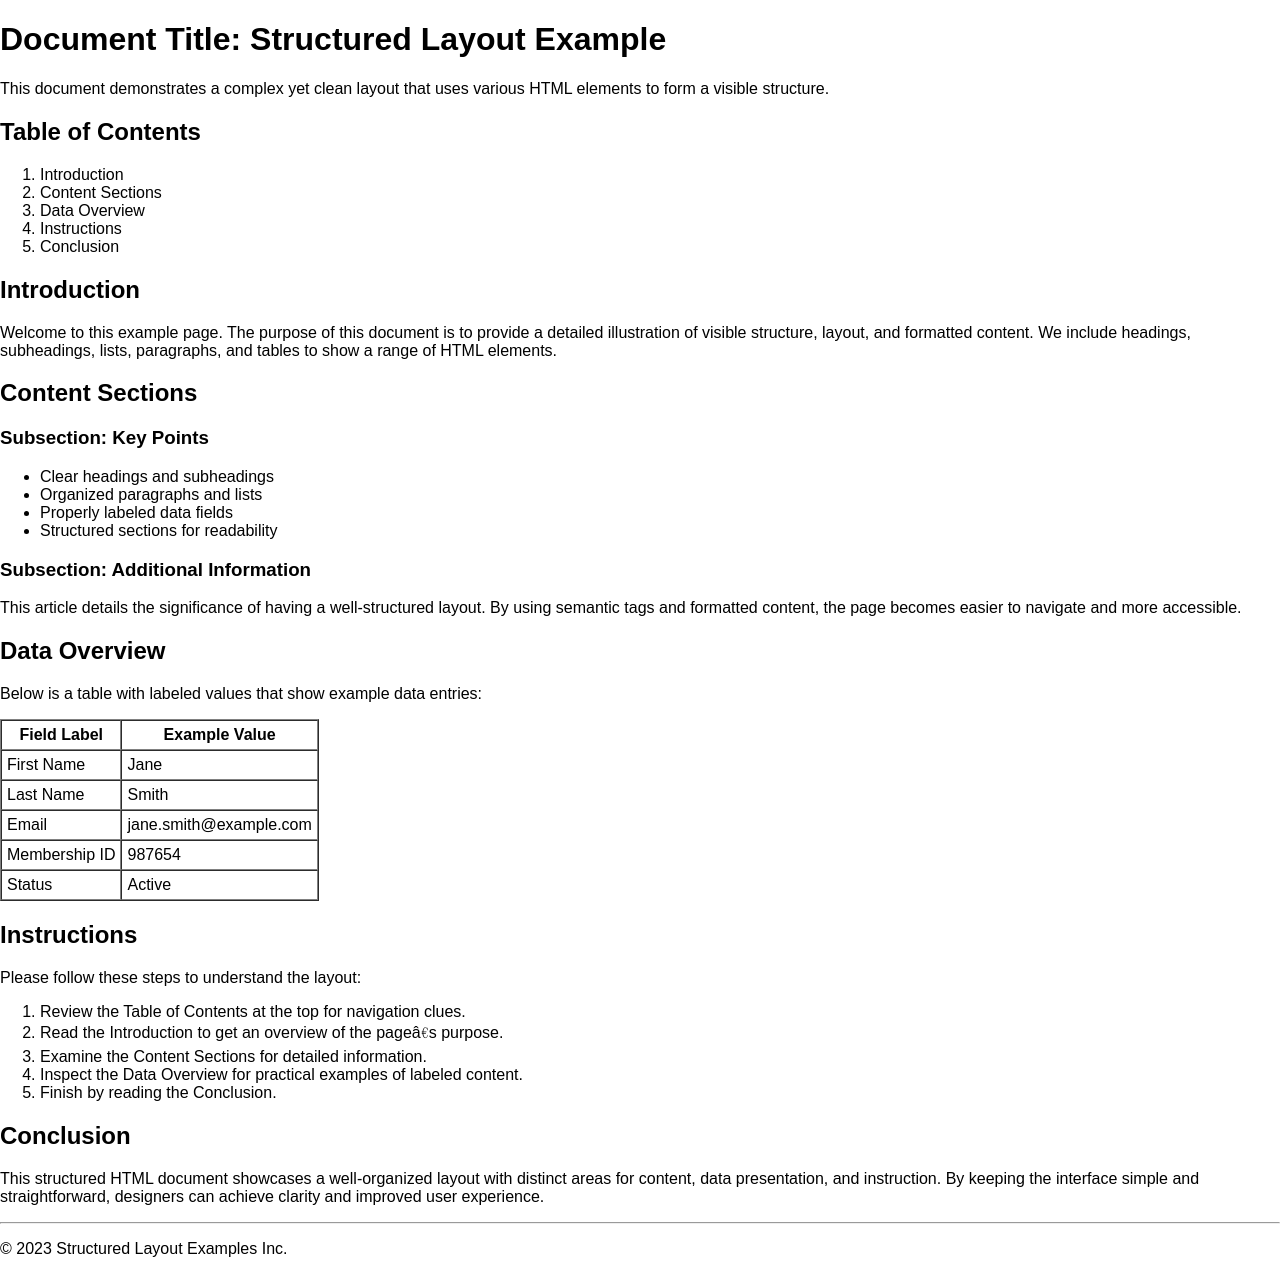 Document Title: Structured Layout Example
This document demonstrates a complex yet clean layout that uses various HTML elements to form a visible structure.
Table of Contents
1. Introduction
2. Content Sections
3. Data Overview
4. Instructions
5. Conclusion
Introduction
Welcome to this example page. The purpose of this document is to provide a detailed illustration of visible structure, layout, and formatted content. We include headings,
subheadings, lists, paragraphs, and tables to show a range of HTML elements.
Content Sections
Subsection: Key Points
• Clear headings and subheadings
• Organized paragraphs and lists
• Properly labeled data fields
• Structured sections for readability
Subsection: Additional Information
This article details the significance of having a well-structured layout. By using semantic tags and formatted content, the page becomes easier to navigate and more accessible.
Data Overview
Below is a table with labeled values that show example data entries:
Field Label Example Value
First Name Jane
Last Name Smith
Email jane.smith@example.com
Membership ID 987654
Status Active
Instructions
Please follow these steps to understand the layout:
1. Review the Table of Contents at the top for navigation clues.
2. Read the Introduction to get an overview of the pageâ€s purpose.
3. Examine the Content Sections for detailed information.
4. Inspect the Data Overview for practical examples of labeled content.
5. Finish by reading the Conclusion.
Conclusion
This structured HTML document showcases a well-organized layout with distinct areas for content, data presentation, and instruction. By keeping the interface simple and
straightforward, designers can achieve clarity and improved user experience.
© 2023 Structured Layout Examples Inc.